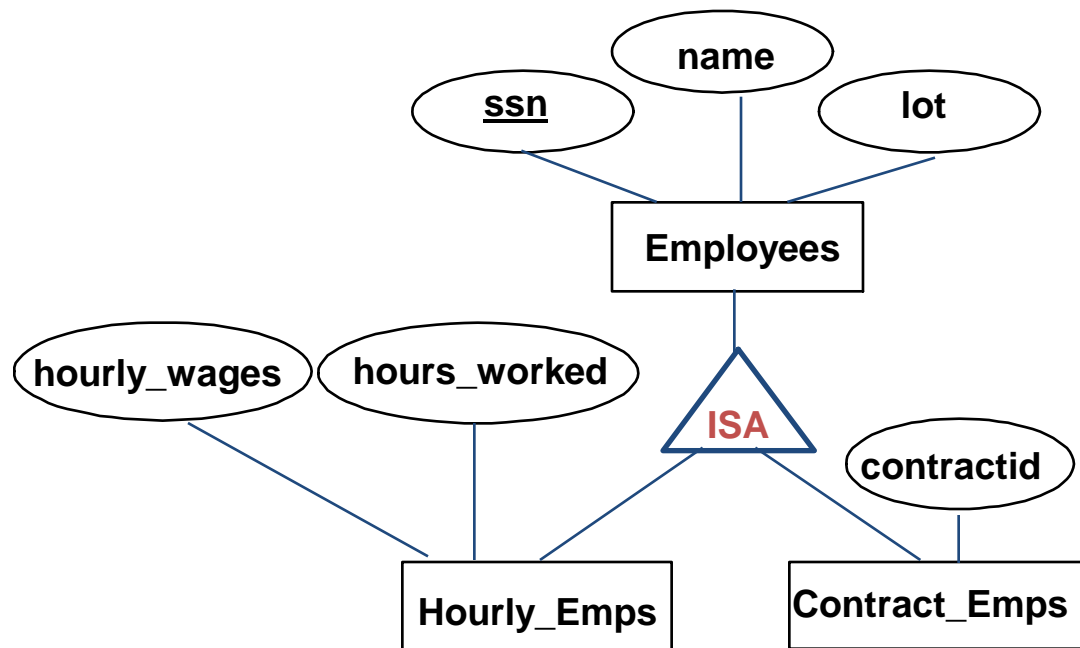 name
ssn
lot
Employees
hourly_wages
hours_worked
ISA
contractid
Hourly_Emps
Contract_Emps